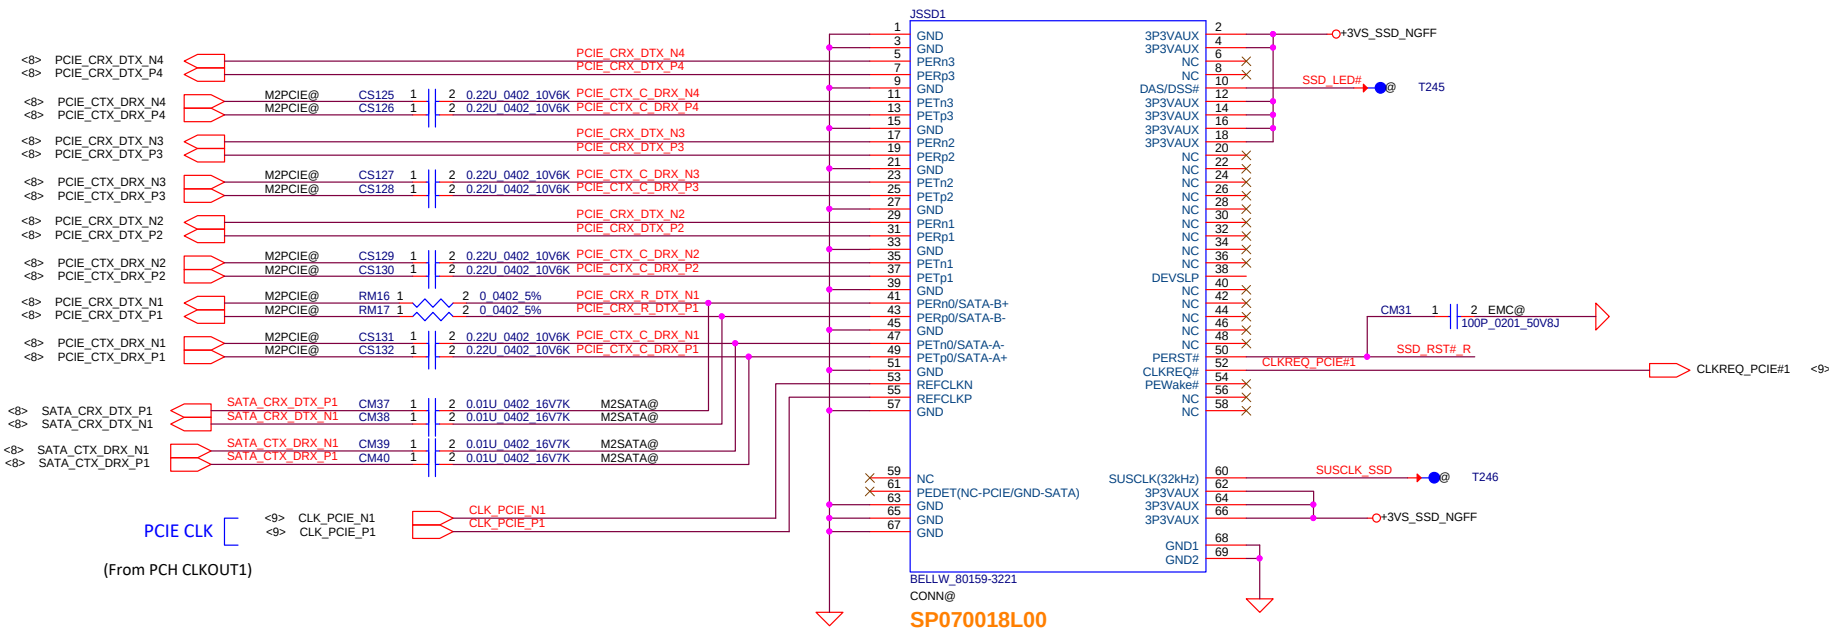 JSSD1
<8> PCIE_CRX_DTX_N4 PCIE_CRX_DTX_N4
<8> PCIE_CRX_DTX_P4 PCIE_CRX_DTX_P4
<8> PCIE_CTX_DRX_N4 M2PCIE@ CS125 1 2 0.22U_0402_10V6K PCIE_CTX_C_DRX_N4
<8> PCIE_CTX_DRX_P4 M2PCIE@ CS126 1 2 0.22U_0402_10V6K PCIE_CTX_C_DRX_P4
<8> PCIE_CRX_DTX_N3 PCIE_CRX_DTX_N3
<8> PCIE_CRX_DTX_P3 PCIE_CRX_DTX_P3
<8> PCIE_CTX_DRX_N3 M2PCIE@ CS127 1 2 0.22U_0402_10V6K PCIE_CTX_C_DRX_N3
<8> PCIE_CTX_DRX_P3 M2PCIE@ CS128 1 2 0.22U_0402_10V6K PCIE_CTX_C_DRX_P3
<8> PCIE_CRX_DTX_N2 PCIE_CRX_DTX_N2
<8> PCIE_CRX_DTX_P2 PCIE_CRX_DTX_P2
<8> PCIE_CTX_DRX_N2 M2PCIE@ CS129 1 2 0.22U_0402_10V6K PCIE_CTX_C_DRX_N2
<8> PCIE_CTX_DRX_P2 M2PCIE@ CS130 1 2 0.22U_0402_10V6K PCIE_CTX_C_DRX_P2
<8> PCIE_CRX_DTX_N1 M2PCIE@ RM16 1 2 0_0402_5% PCIE_CRX_R_DTX_N1
<8> PCIE_CRX_DTX_P1 M2PCIE@ RM17 1 2 0_0402_5% PCIE_CRX_R_DTX_P1
<8> PCIE_CTX_DRX_N1 M2PCIE@ CS131 1 2 0.22U_0402_10V6K PCIE_CTX_C_DRX_N1
<8> PCIE_CTX_DRX_P1 M2PCIE@ CS132 1 2 0.22U_0402_10V6K PCIE_CTX_C_DRX_P1
<8> SATA_CRX_DTX_P1 SATA_CRX_DTX_P1 CM37 1 2 0.01U_0402_16V7K M2SATA@
<8> SATA_CRX_DTX_N1 SATA_CRX_DTX_N1 CM38 1 2 0.01U_0402_16V7K M2SATA@
<8> SATA_CTX_DRX_N1 SATA_CTX_DRX_N1 CM39 1 2 0.01U_0402_16V7K M2SATA@
<8> SATA_CTX_DRX_P1 SATA_CTX_DRX_P1 CM40 1 2 0.01U_0402_16V7K M2SATA@
PCIE CLK
<9> CLK_PCIE_N1 CLK_PCIE_N1
<9> CLK_PCIE_P1 CLK_PCIE_P1
(From PCH CLKOUT1)
1 GND
3 GND
5 PERn3
7 PERp3
9 GND
11 PETn3
13 PETp3
15 GND
17 PERn2
19 PERp2
21 GND
23 PETn2
25 PETp2
27 GND
29 PERn1
31 PERp1
33 GND
35 PETn1
37 PETp1
39 GND
41 PERn0/SATA-B+
43 PERp0/SATA-B-
45 GND
47 PETn0/SATA-A-
49 PETp0/SATA-A+
51 GND
53 REFCLKN
55 REFCLKP
57 GND
59 NC
61 PEDET(NC-PCIE/GND-SATA)
63 GND
65 GND
67 GND
3P3VAUX 2 +3VS_SSD_NGFF
3P3VAUX 4
NC 6
NC 8
DAS/DSS# 10 SSD_LED# @ T245
3P3VAUX 12
3P3VAUX 14
3P3VAUX 16
3P3VAUX 18
NC 20
NC 22
NC 24
NC 26
NC 28
NC 30
NC 32
NC 34
NC 36
DEVSLP 38
NC 40
NC 42
NC 44
NC 46
NC 48
PERST# 50 SSD_RST#_R
CM31 1 2 EMC@
100P_0201_50V8J
CLKREQ# 52 CLKREQ_PCIE#1 CLKREQ_PCIE#1 <9>
PEWake# 54
NC 56
NC 58
SUSCLK(32kHz) 60 SUSCLK_SSD @ T246
3P3VAUX 62
3P3VAUX 64
3P3VAUX 66 +3VS_SSD_NGFF
GND1 68
GND2 69
BELLW_80159-3221
CONN@
SP070018L00